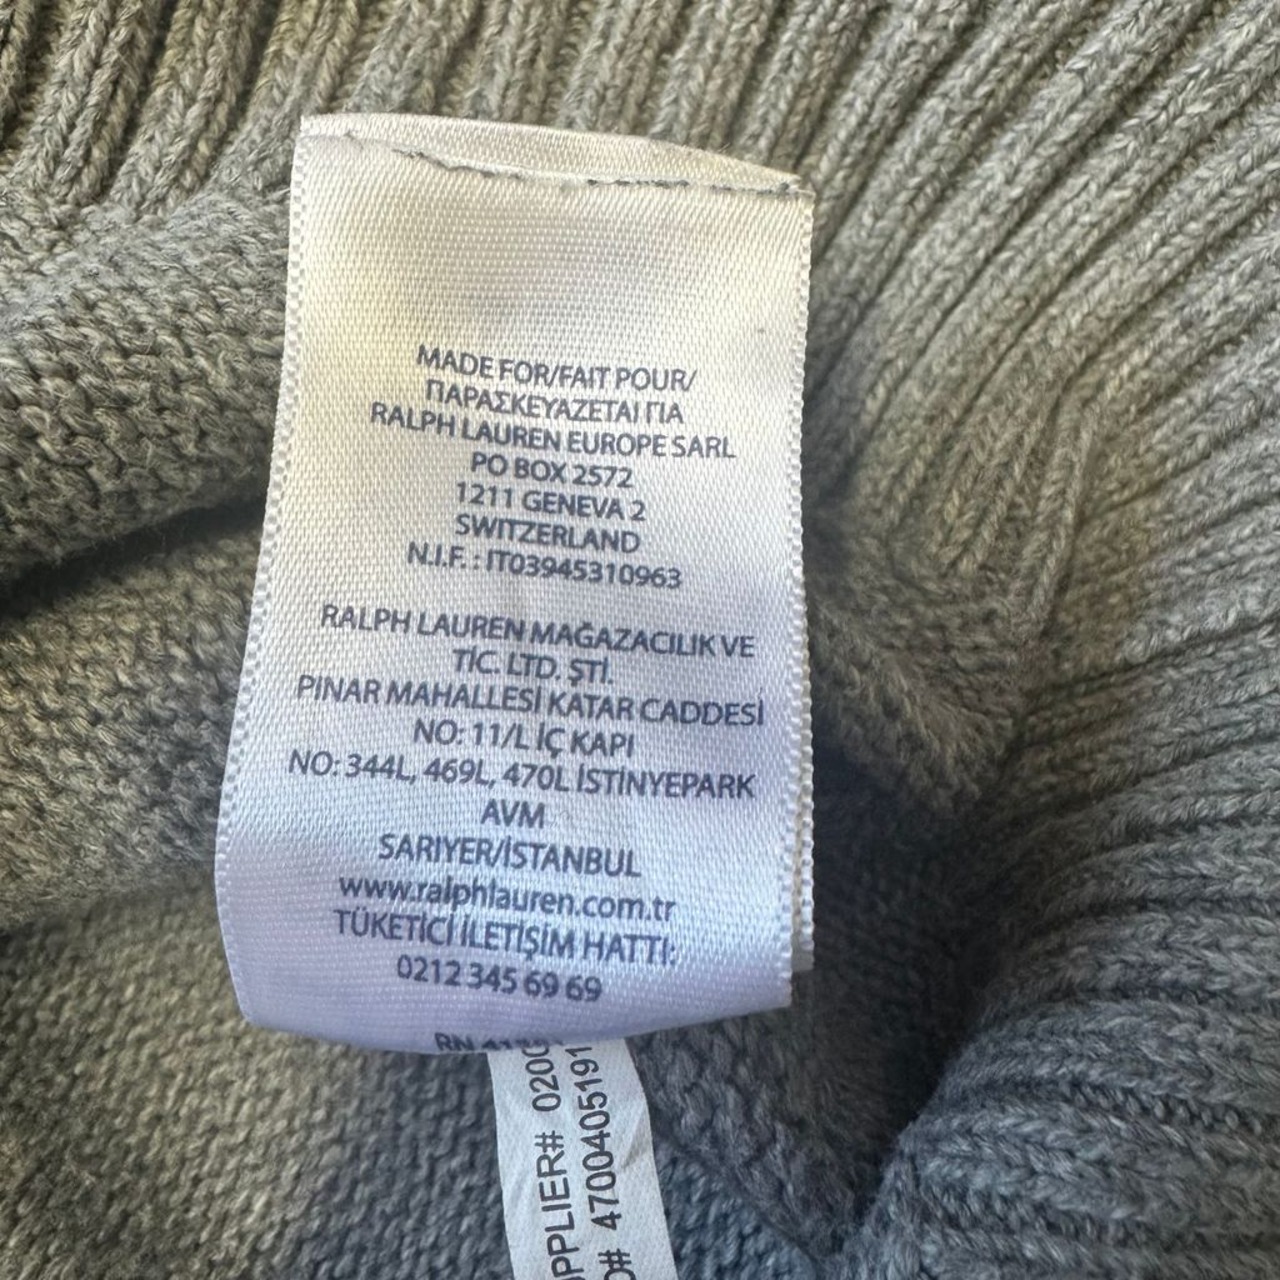 MADE FOR/FAIT POUR/
ΠΑΡΑΣΚΕΥΑΖΕΤΑΙ ΓΙΑ
RALPH LAUREN EUROPE SARL
PO BOX 2572
1211 GENEVA 2
SWITZERLAND
N.I.F. : IT03945310963
RALPH LAUREN MAĞAZACILIK VE
TİC. LTD. ŞTİ.
PINAR MAHALLESİ KATAR CADDESİ
NO: 11/L İÇ KAPI
NO: 344L, 469L, 470L İSTİNYEPARK
AVM
SARIYER/İSTANBUL
www.ralphlauren.com.tr
TÜKETİCİ İLETİŞİM HATTI:
0212 345 69 69
RN
4700405191